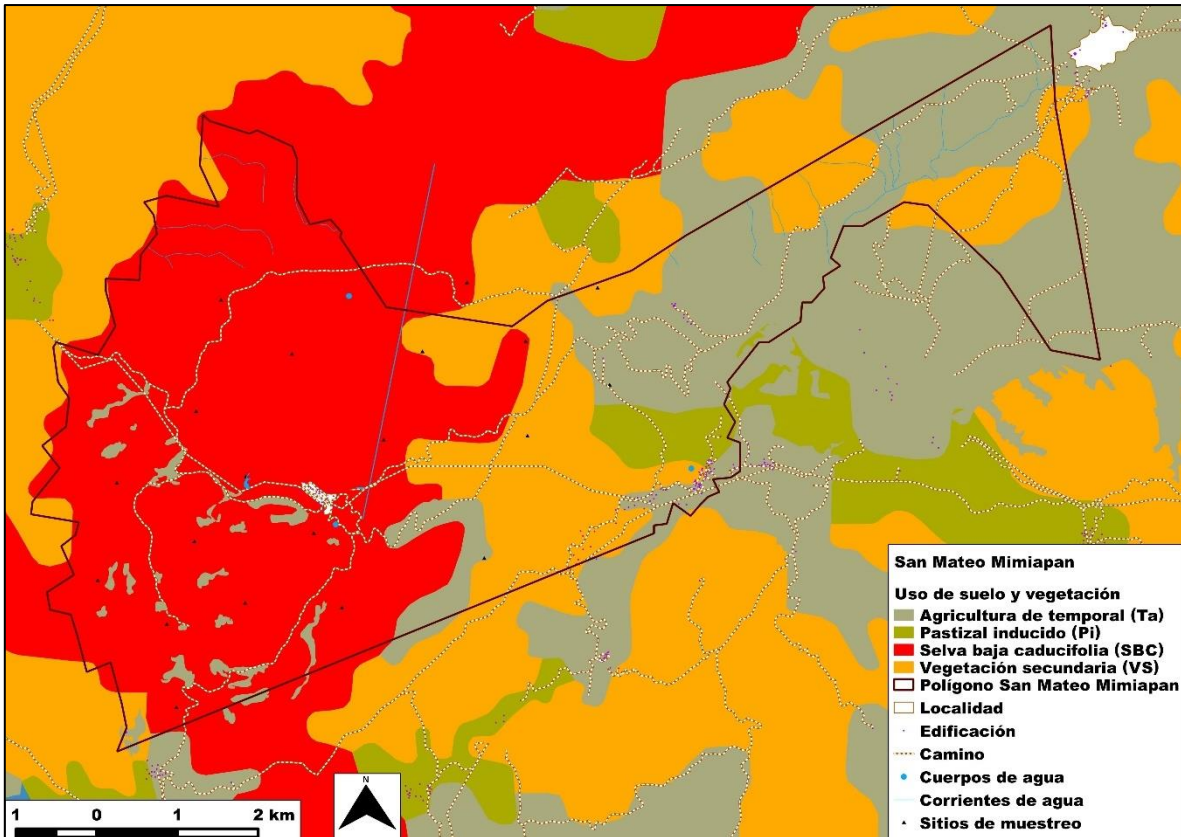 San Mateo Mimiapan
Uso de suelo y vegetación
Agricultura de temporal (Ta)
Pastizal inducido (Pi)
Selva baja caducifolia (SBC)
Vegetación secundaria (VS)
Polígono San Mateo Mimiapan
Localidad
Edificación
Camino
Cuerpos de agua
Corrientes de agua
Sitios de muestreo
N
1 0 1 2 km